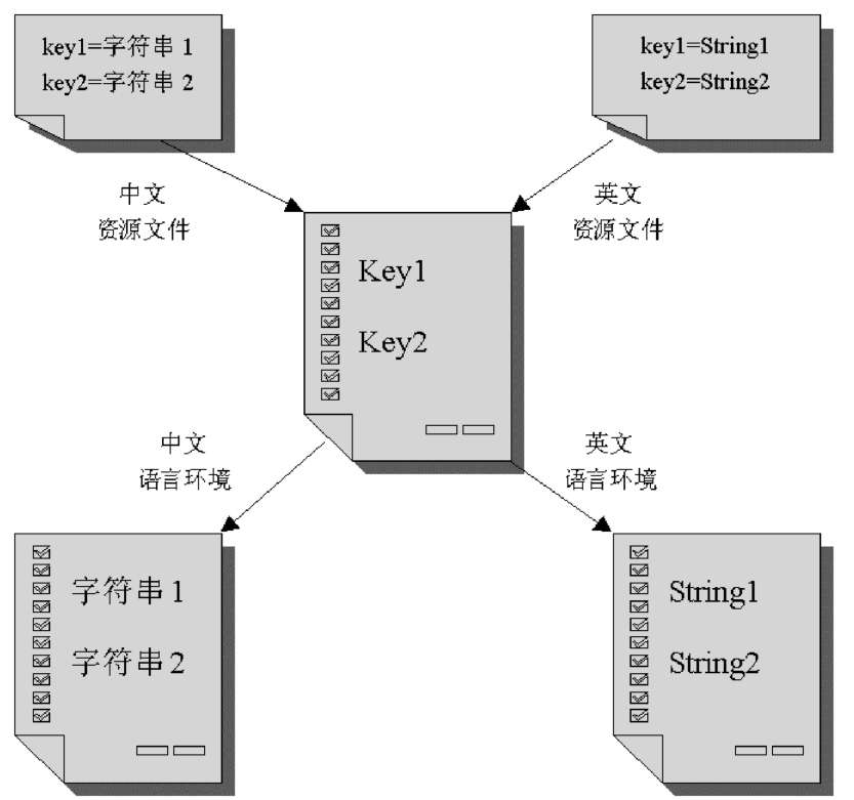 key1=字符串 1
key2=字符串 2
key1=String1
key2=String2
中文
资源文件
英文
资源文件
Key1
Key2
中文
语言环境
英文
语言环境
字符串1
字符串2
String1
String2